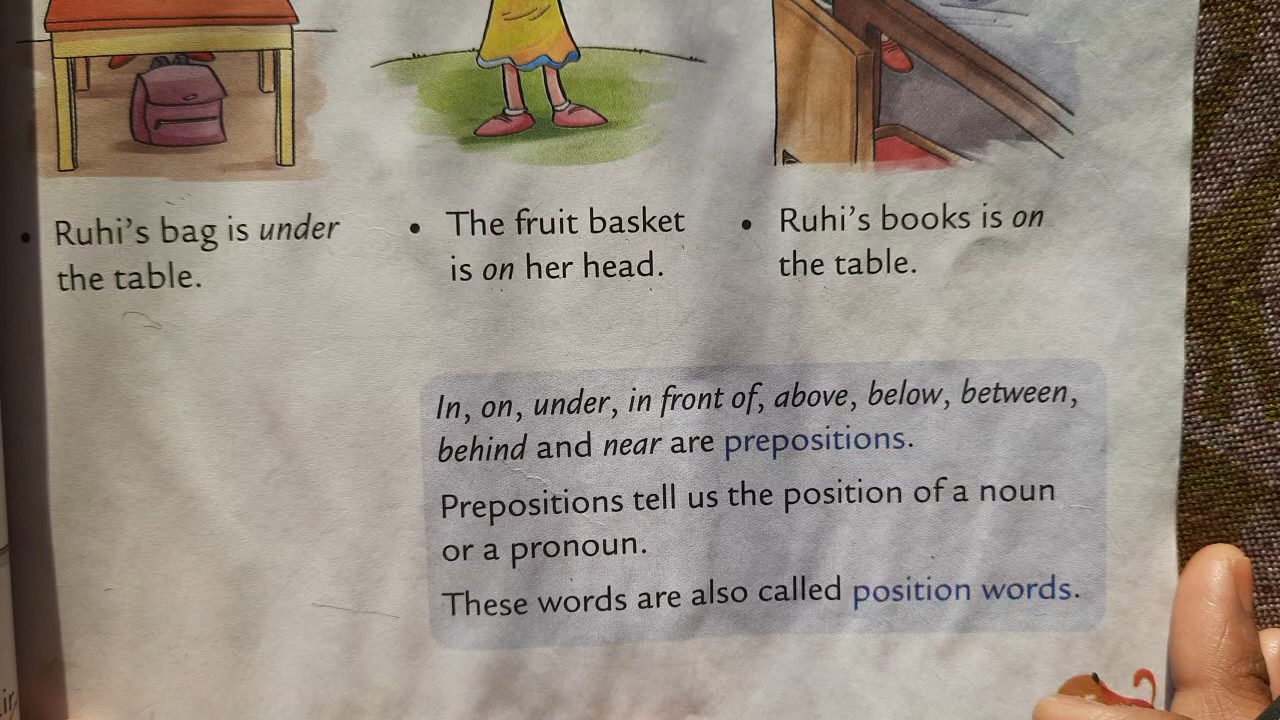 • Ruhi's bag is under
the table.
• The fruit basket
is on her head.
• Ruhi's books is on
the table.
In, on, under, in front of, above, below, between,
behind and near are prepositions.
Prepositions tell us the position of a noun
or a pronoun.
These words are also called position words.